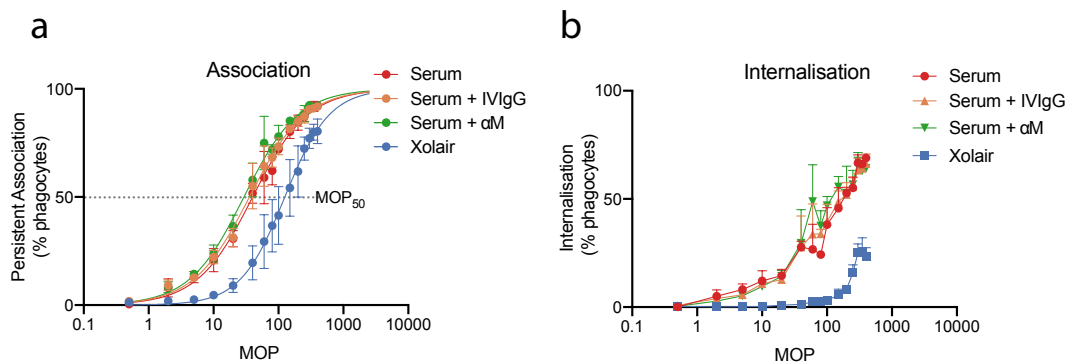 a
Association
Persistent Association
(% phagocytes)
100
50
0
0.1
1
10
100
1000
10000
MOP
MOP50
Serum
Serum + IVIgG
Serum + αM
Xolair
b
Internalisation
Internalisation
(% phagocytes)
100
50
0
0.1
1
10
100
1000
10000
MOP
Serum
Serum + IVIgG
Serum + αM
Xolair